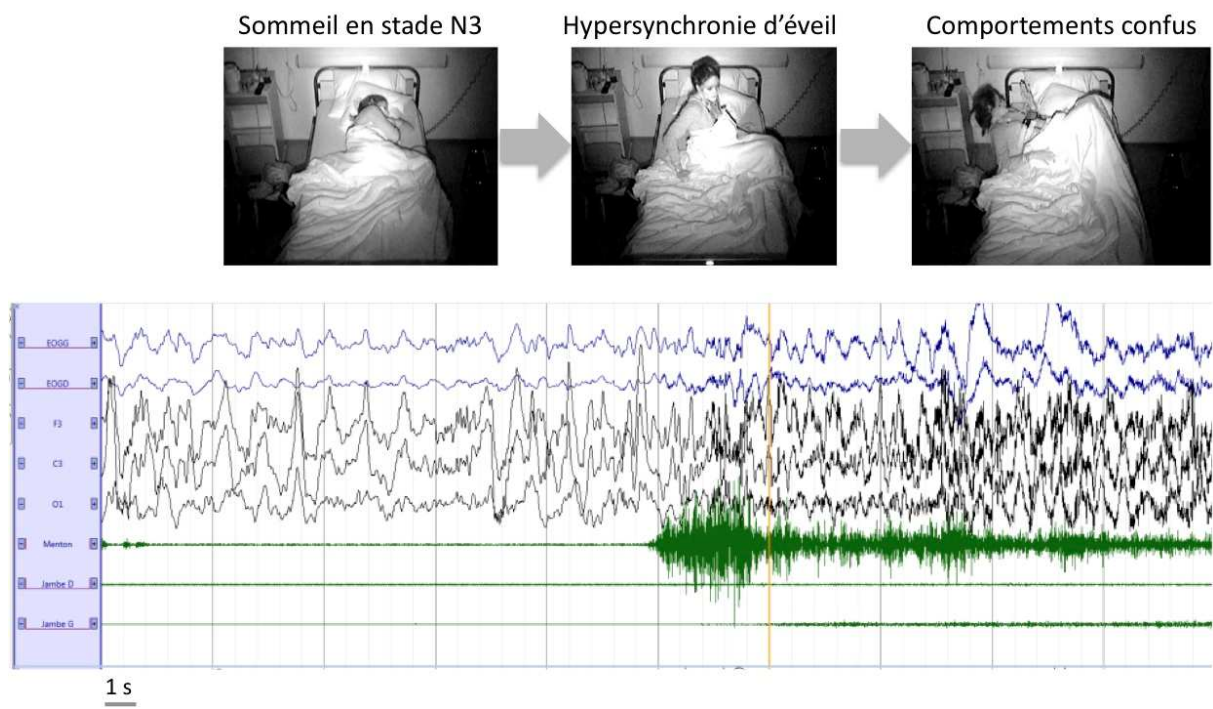 Sommeil en stade N3
Hypersynchronie d’éveil
Comportements confus
EOGG
EOGD
F3
C3
O1
Menton
Jambe D
Jambe G
1 s